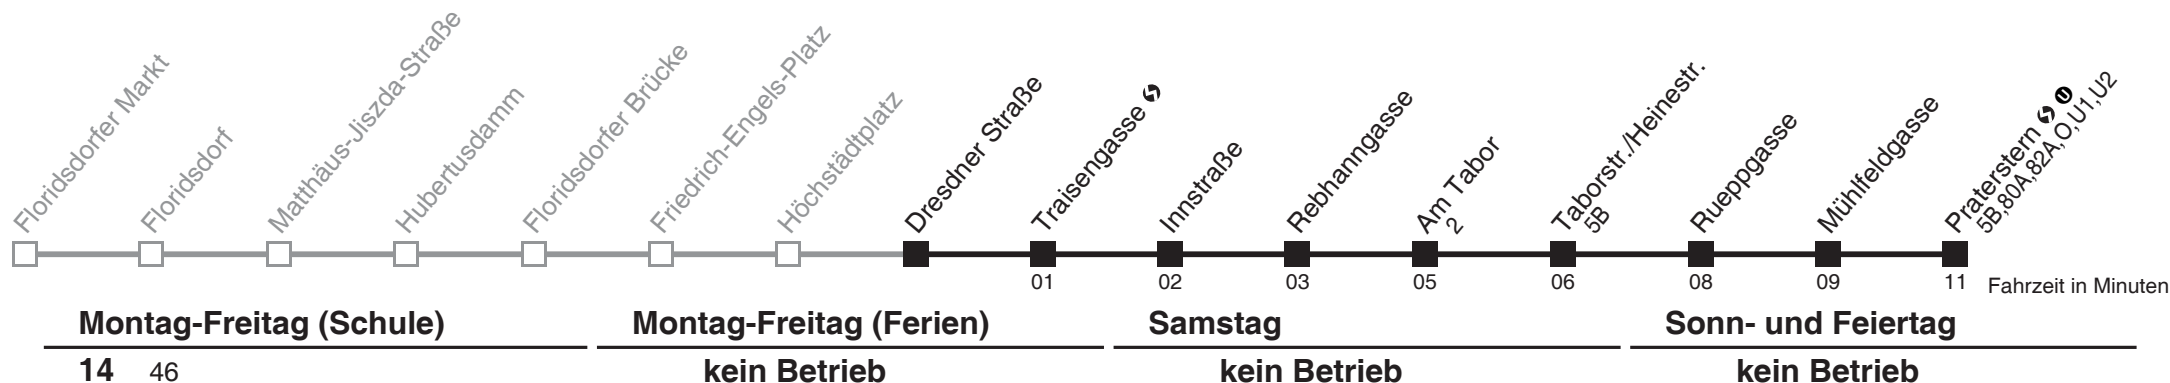 Floridsdorfer Markt
Floridsdorf
Matthäus-Jiszda-Straße
Hubertusdamm
Floridsdorfer Brücke
Friedrich-Engels-Platz
Höchstädtplatz
Dresdner Straße
Traisengasse
Innstraße
Rebhanngasse
Am Tabor
2
Taborstr./Heinestr.
5B
Rueppgasse
Mühlfeldgasse
Praterstern U
5B,80A,82A,O,U1,U2
01 02 03 05 06 08 09 11 Fahrzeit in Minuten
Montag-Freitag (Schule) Montag-Freitag (Ferien) Samstag Sonn- und Feiertag
14 46 kein Betrieb kein Betrieb kein Betrieb